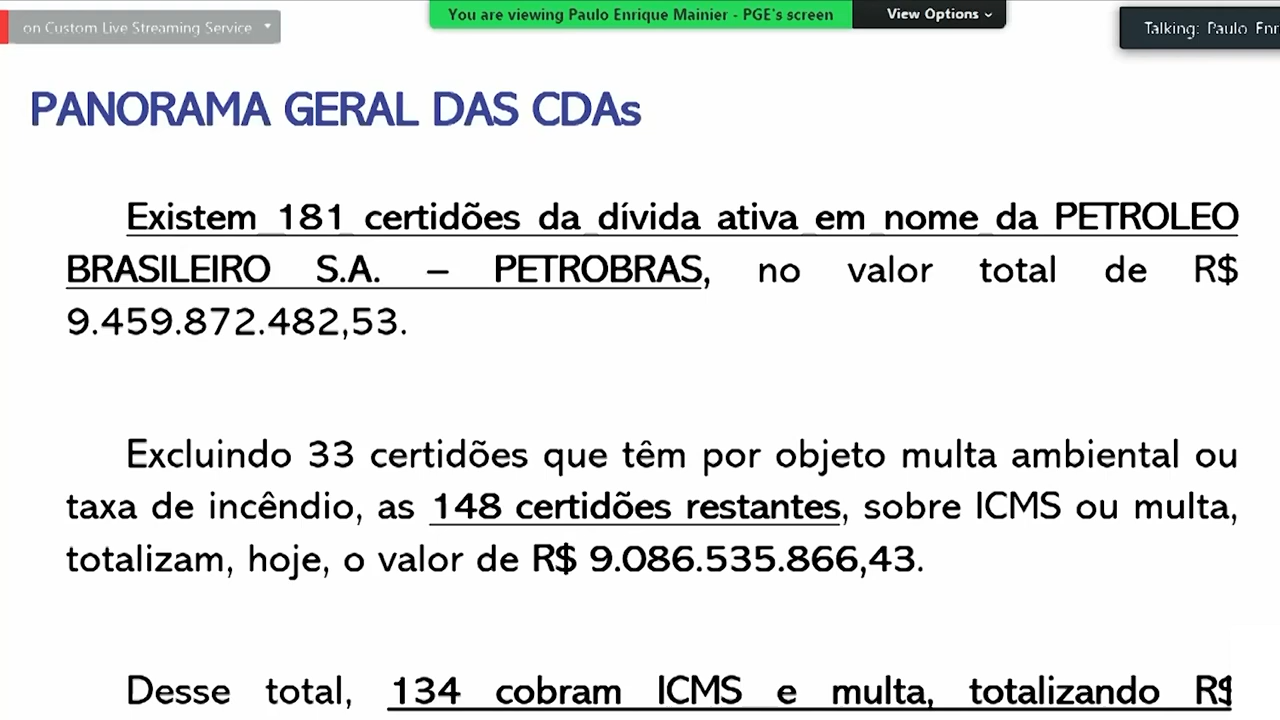 on Custom Live Streaming Service
You are viewing Paulo Enrique Mainier - PGE's screen
View Options
Talking: Paulo Enr
PANORAMA GERAL DAS CDAs
Existem 181 certidões da dívida ativa em nome da PETROLEO
BRASILEIRO S.A. – PETROBRAS, no valor total de R$
9.459.872.482,53.
Excluindo 33 certidões que têm por objeto multa ambiental ou
taxa de incêndio, as 148 certidões restantes, sobre ICMS ou multa,
totalizam, hoje, o valor de R$ 9.086.535.866,43.
Desse total, 134 cobram ICMS e multa, totalizando R$